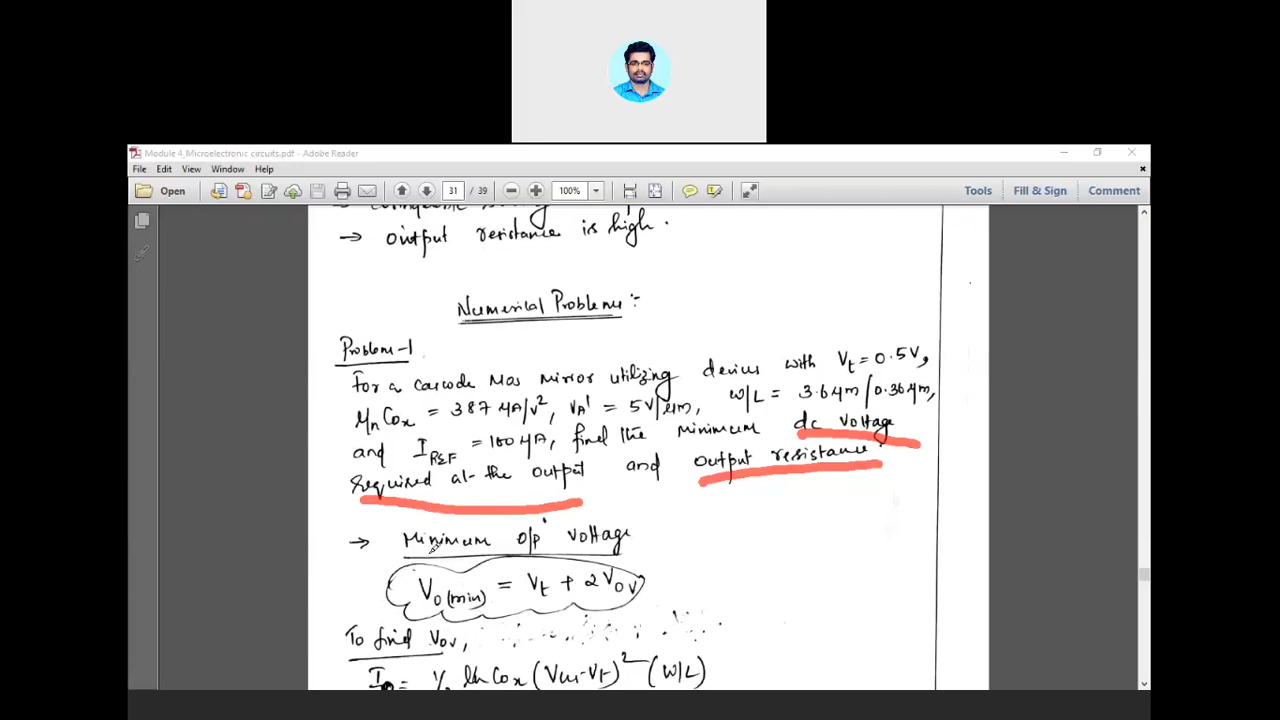 Module 4_Microelectronic circuits.pdf - Adobe Reader
File Edit View Window Help
Open 31 / 39 100% Tools Fill & Sign Comment
→ output resistance is high.
Numerical Problems :-
Problem-1
For a cascode MOS mirror utilizing devices with Vt = 0.5V,
μnCox = 387 μA/V², VA' = 5V/μm, W/L = 3.6μm/0.36μm,
and IREF = 100 μA, find the minimum dc voltage
required at the output and output resistance.
→ Minimum o/p voltage
Vo(min) = Vt + 2Vov
To find Vov,
= ½ μnCox (VGS-Vt)² (W/L)